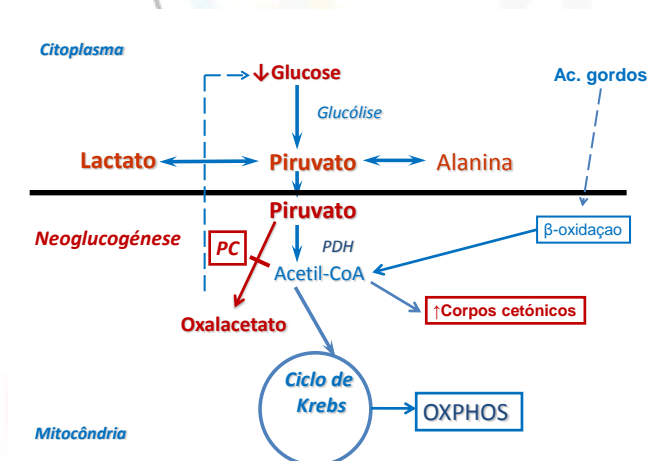 Citoplasma
↓Glucose
Ac. gordos
Glucólise
Lactato
Piruvato
Alanina
Piruvato
Neoglucogénese
PC
PDH
β-oxidaçao
Acetil-CoA
↑Corpos cetónicos
Oxalacetato
Ciclo de
Krebs
OXPHOS
Mitocôndria